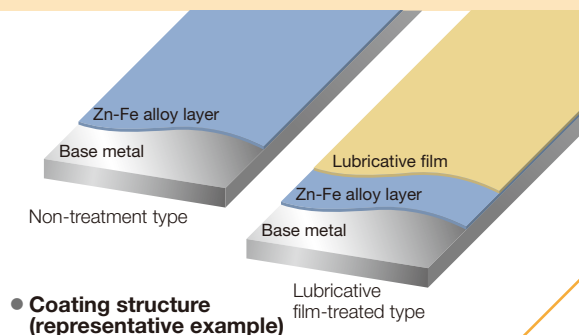 Zn-Fe alloy layer
Base metal
Non-treatment type
Lubricative film
Zn-Fe alloy layer
Base metal
Lubricative
film-treated type
● Coating structure
(representative example)